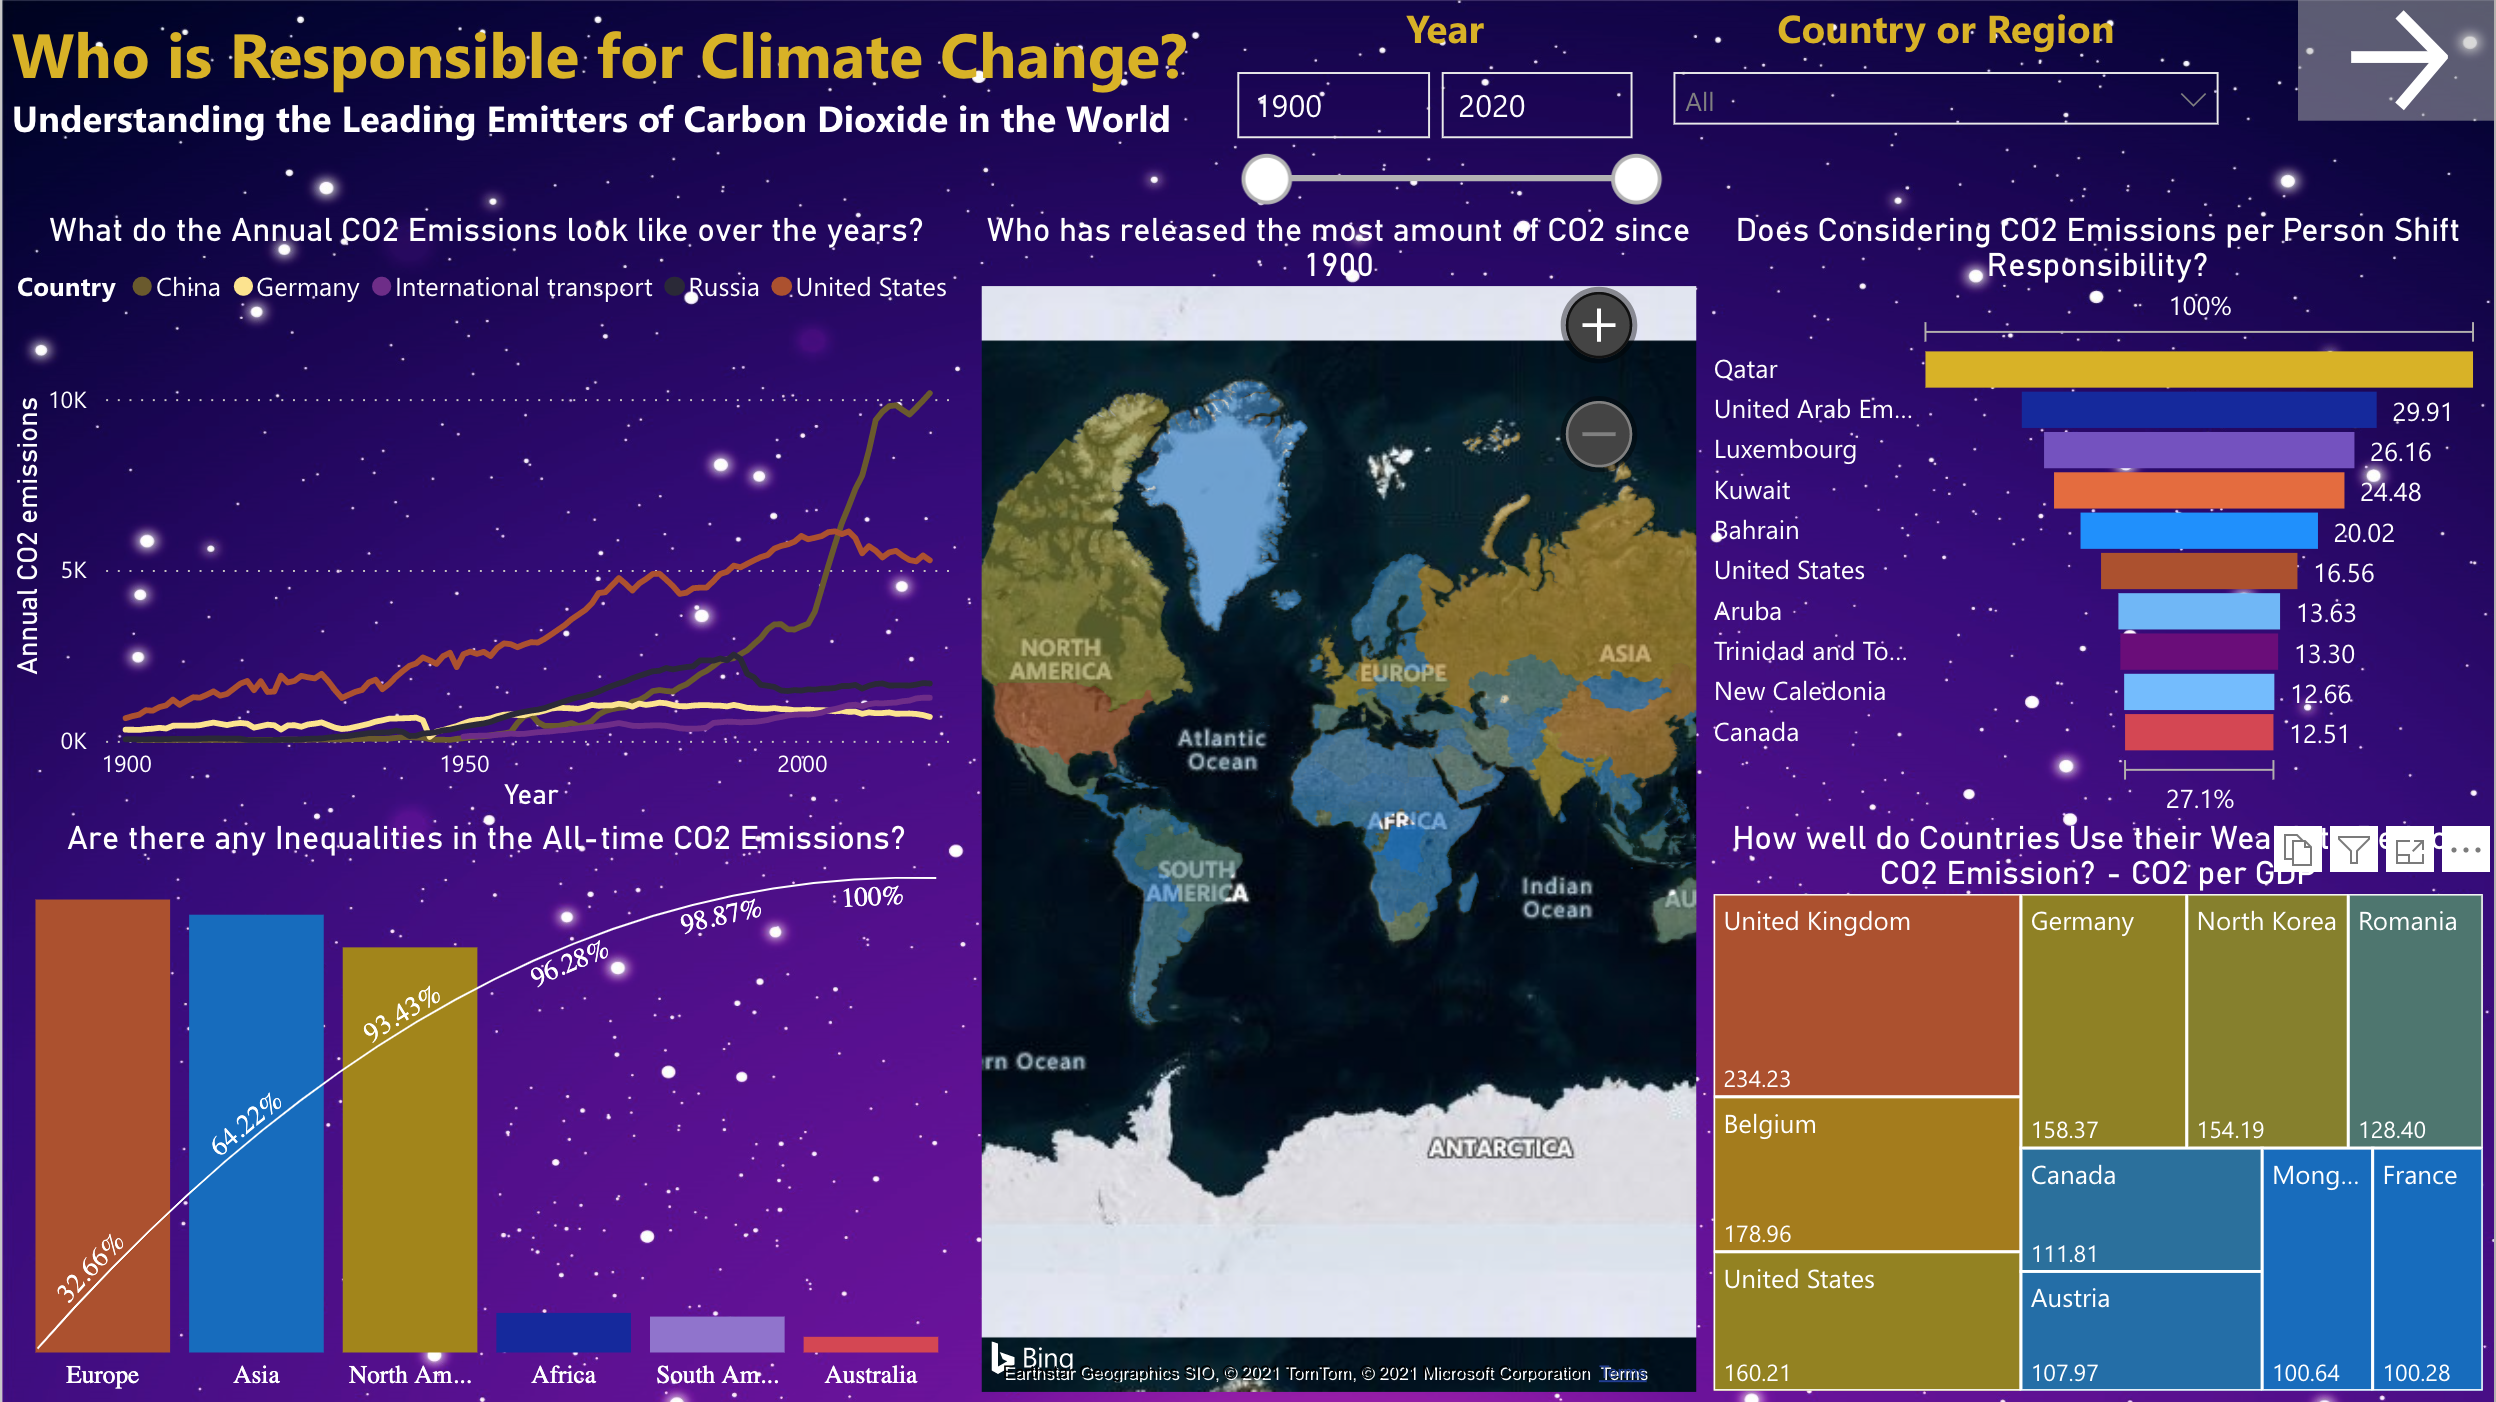 Who is Responsible for Climate Change?
Understanding the Leading Emitters of Carbon Dioxide in the World
Year
1900
2020
Country or Region
All
What do the Annual CO2 Emissions look like over the years?
Country China Germany International transport Russia United States
Annual CO2 emissions
10K
5K
0K
1900
1950
2000
Year
Who has released the most amount of CO2 since
1900
NORTH
AMERICA
EUROPE
ASIA
Atlantic
Ocean
AFRICA
SOUTH
AMERICA
Indian
Ocean
AU
rn Ocean
ANTARCTICA
Bing
Earthstar Geographics SIO, © 2021 TomTom, © 2021 Microsoft Corporation Terms
Does Considering CO2 Emissions per Person Shift
Responsibility?
100%
Qatar
United Arab Em... 29.91
Luxembourg 26.16
Kuwait 24.48
Bahrain 20.02
United States 16.56
Aruba 13.63
Trinidad and To... 13.30
New Caledonia 12.66
Canada 12.51
27.1%
Are there any Inequalities in the All-time CO2 Emissions?
32.66%
64.22%
93.43%
96.28%
98.87%
100%
Europe
Asia
North Am...
Africa
South Am...
Australia
How well do Countries Use their
CO2 Emission? - CO2 per GDP
United Kingdom
234.23
Belgium
178.96
United States
160.21
Germany
158.37
North Korea
154.19
Romania
128.40
Canada
111.81
Austria
107.97
Mong...
100.64
France
100.28